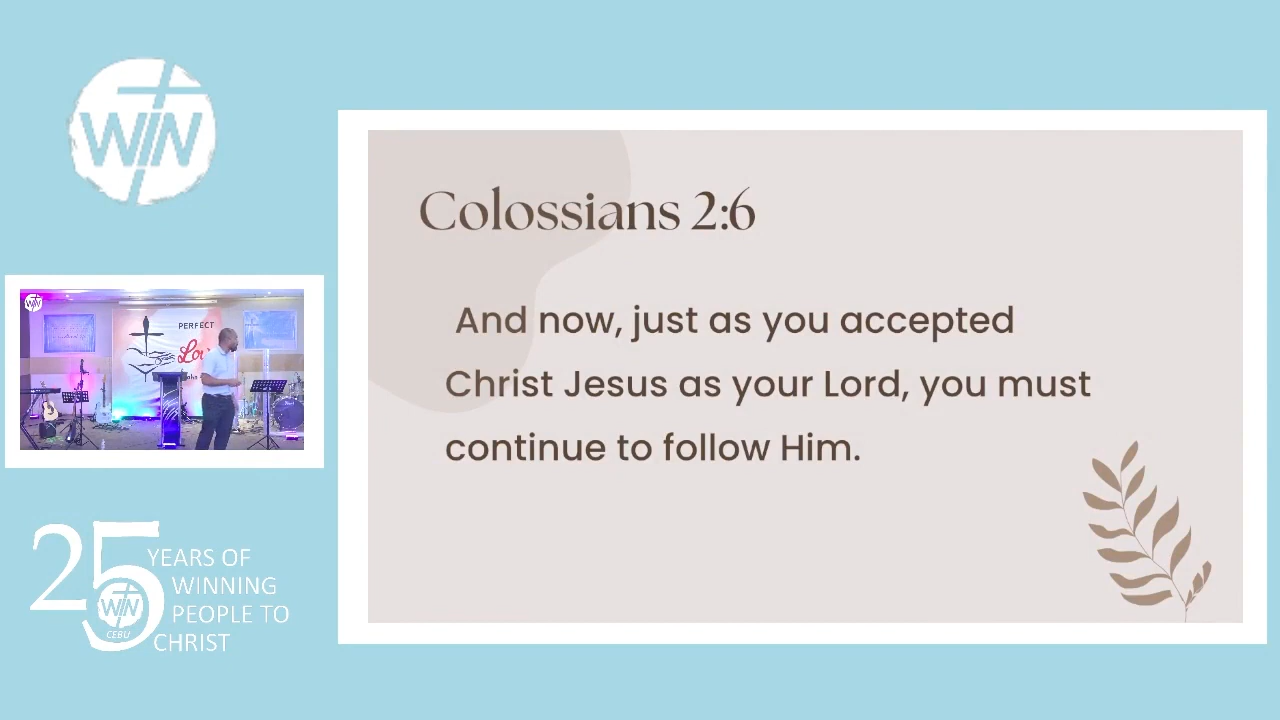 WIN
Colossians 2:6
And now, just as you accepted
Christ Jesus as your Lord, you must
continue to follow Him.
WIN
PERFECT
25
YEARS OF
WINNING
PEOPLE TO
CHRIST
WIN
CEBU